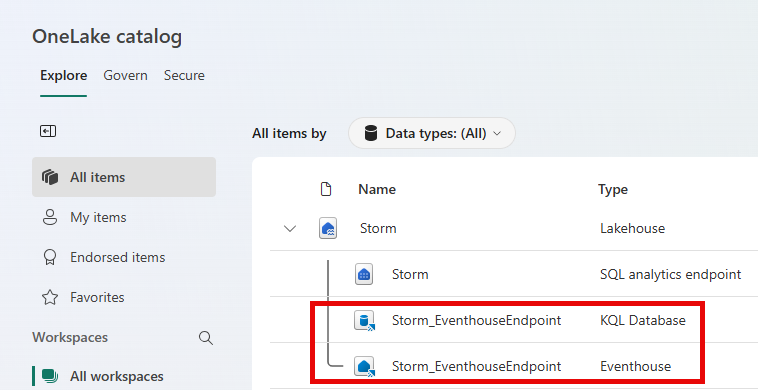 OneLake catalog
Explore Govern Secure
All items by Data types: (All)
All items
My items
Endorsed items
Favorites
Workspaces
All workspaces
Name Type
Storm Lakehouse
Storm SQL analytics endpoint
Storm_EventhouseEndpoint KQL Database
Storm_EventhouseEndpoint Eventhouse